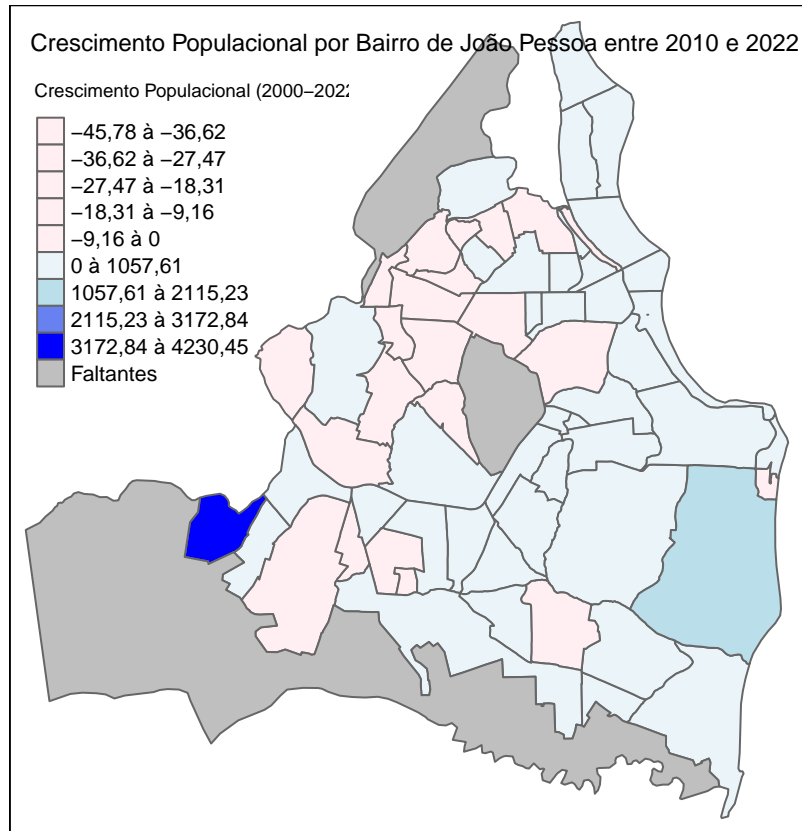 Crescimento Populacional por Bairro de João Pessoa entre 2010 e 2022
Crescimento Populacional (2000–2022
−45,78 à −36,62
−36,62 à −27,47
−27,47 à −18,31
−18,31 à −9,16
−9,16 à 0
0 à 1057,61
1057,61 à 2115,23
2115,23 à 3172,84
3172,84 à 4230,45
Faltantes